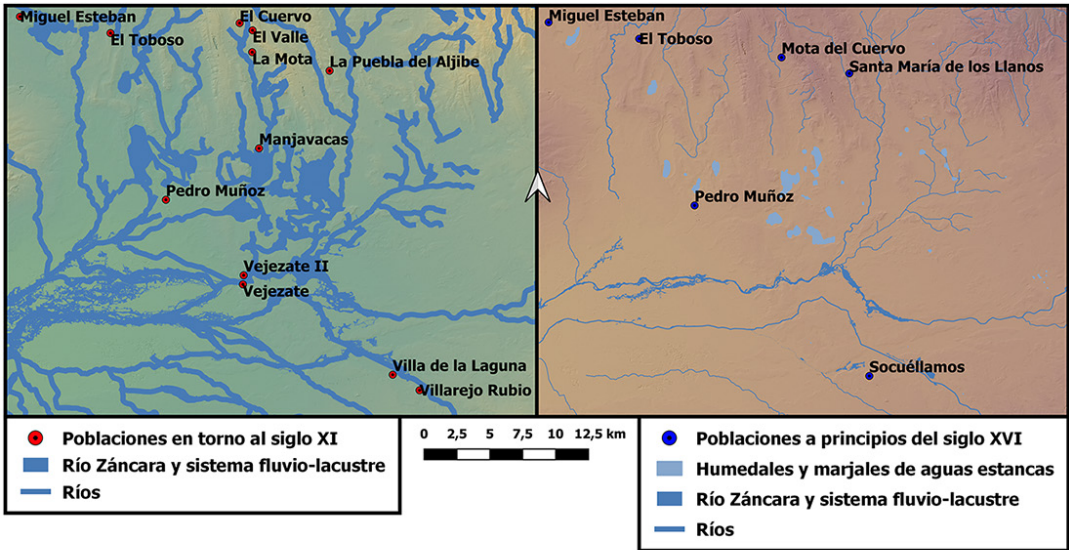 Miguel Esteban
El Toboso
El Cuervo
El Valle
La Mota
La Puebla del Aljibe
Manjavacas
Pedro Muñoz
Vejezate II
Vejezate
Villa de la Laguna
Villarejo Rubio
Poblaciones en torno al siglo XI
Río Záncara y sistema fluvio-lacustre
Ríos
0 2,5 5 7,5 10 12,5 km
Miguel Esteban
El Toboso
Mota del Cuervo
Santa María de los Llanos
Pedro Muñoz
Socuéllamos
Poblaciones a principios del siglo XVI
Humedales y marjales de aguas estancas
Río Záncara y sistema fluvio-lacustre
Ríos